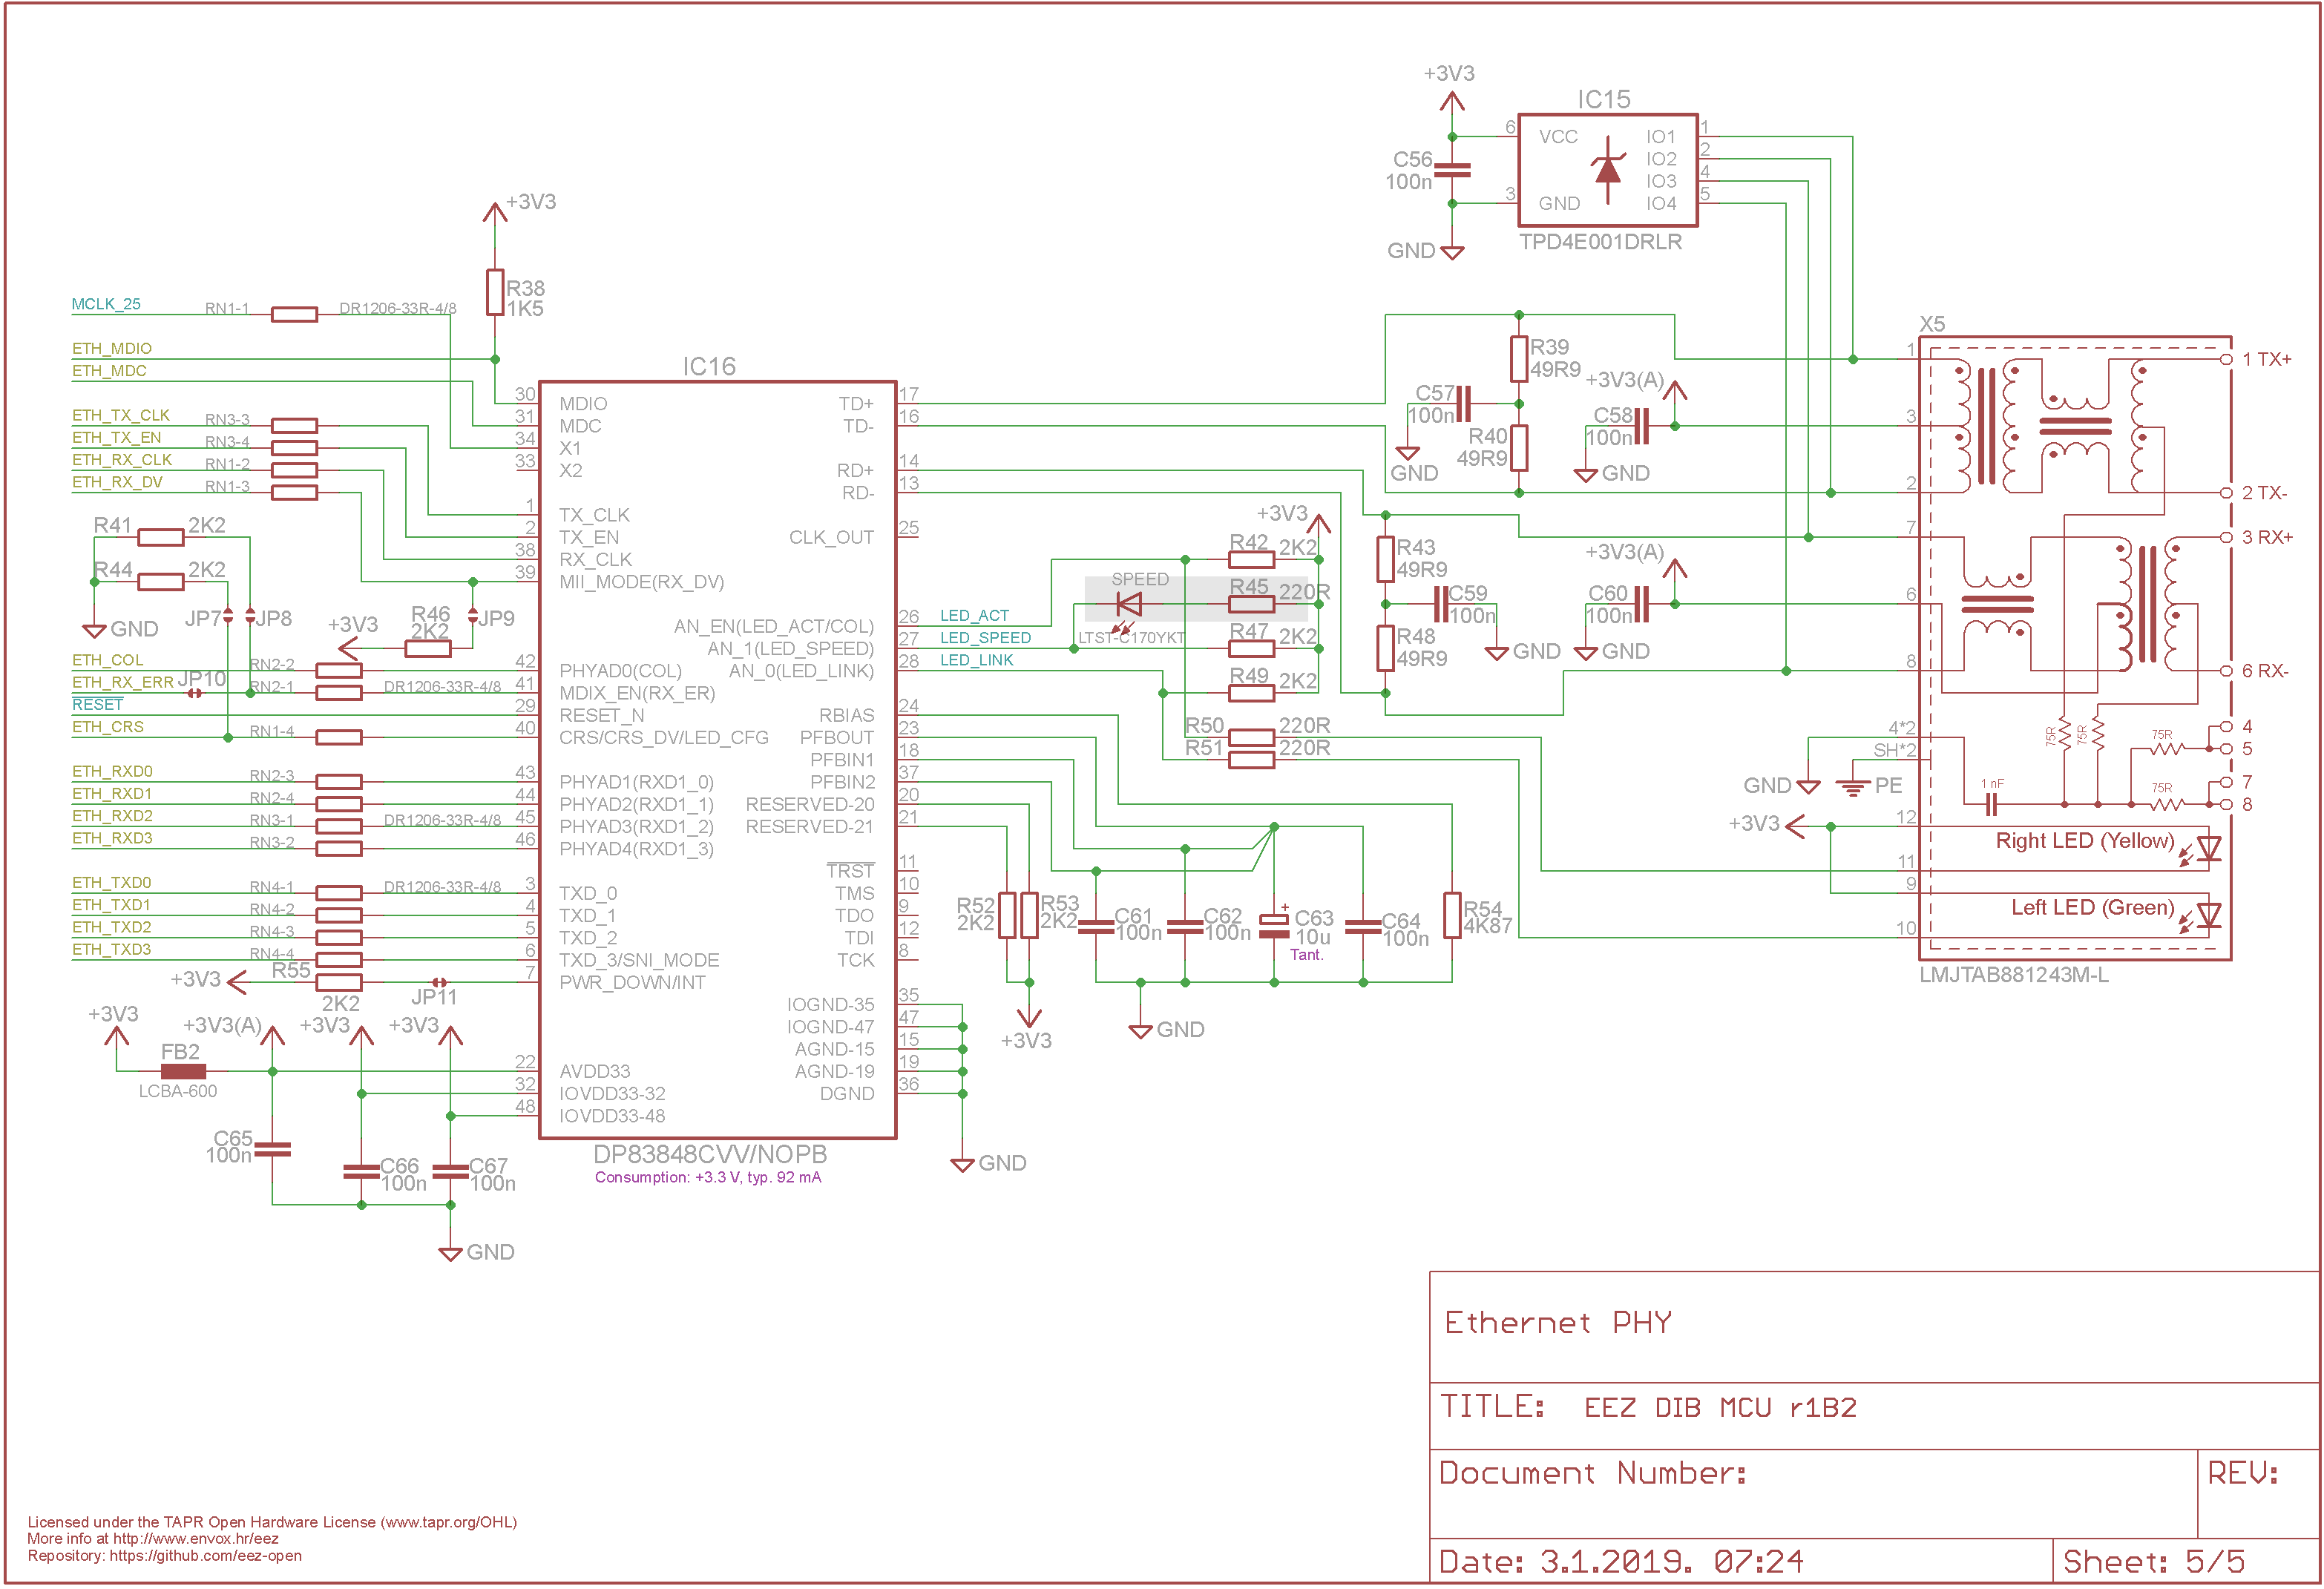 +3V3
IC15
6
VCC
IO1
1
IO2
2
IO3
4
3
GND
IO4
5
C56
100n
GND
TPD4E001DRLR
+3V3
R38
1K5
MCLK_25
RN1-1
DR1206-33R-4/8
ETH_MDIO
ETH_MDC
ETH_TX_CLK
RN3-3
ETH_TX_EN
RN3-4
ETH_RX_CLK
RN1-2
ETH_RX_DV
RN1-3
R41
2K2
R44
2K2
GND
JP7
JP8
+3V3
R46
2K2
JP9
ETH_COL
RN2-2
ETH_RX_ERR
JP10
RN2-1
DR1206-33R-4/8
RESET
ETH_CRS
RN1-4
ETH_RXD0
RN2-3
ETH_RXD1
RN2-4
ETH_RXD2
RN3-1
DR1206-33R-4/8
ETH_RXD3
RN3-2
ETH_TXD0
RN4-1
DR1206-33R-4/8
ETH_TXD1
RN4-2
ETH_TXD2
RN4-3
ETH_TXD3
RN4-4
+3V3
R55
2K2
JP11
+3V3
+3V3(A)
+3V3
+3V3
FB2
LCBA-600
C65
100n
C66
100n
C67
100n
GND
IC16
30 MDIO
31 MDC
34 X1
33 X2
1 TX_CLK
2 TX_EN
38 RX_CLK
39 MII_MODE(RX_DV)
42 PHYAD0(COL)
41 MDIX_EN(RX_ER)
29 RESET_N
40 CRS/CRS_DV/LED_CFG
43 PHYAD1(RXD1_0)
44 PHYAD2(RXD1_1)
45 PHYAD3(RXD1_2)
46 PHYAD4(RXD1_3)
3 TXD_0
4 TXD_1
5 TXD_2
6 TXD_3/SNI_MODE
7 PWR_DOWN/INT
22 AVDD33
32 IOVDD33-32
48 IOVDD33-48
TD+ 17
TD- 16
RD+ 14
RD- 13
CLK_OUT 25
AN_EN(LED_ACT/COL) 26
AN_1(LED_SPEED) 27
AN_0(LED_LINK) 28
RBIAS 24
PFBOUT 23
PFBIN1 18
PFBIN2 37
RESERVED-20 20
RESERVED-21 21
TRST 11
TMS 10
TDO 9
TDI 12
TCK 8
IOGND-35 35
IOGND-47 47
AGND-15 15
AGND-19 19
DGND 36
DP83848CVV/NOPB
Consumption: +3.3 V, typ. 92 mA
GND
LED_ACT
LED_SPEED
LED_LINK
SPEED
LTST-C170YKT
+3V3
R42
2K2
R45
220R
R47
2K2
R49
2K2
R50
220R
R51
220R
R52
2K2
R53
2K2
+3V3
C61
100n
C62
100n
+
C63
10u
Tant.
C64
100n
R54
4K87
GND
R39
49R9
C57
100n
GND
R40
49R9
+3V3(A)
C58
100n
GND
R43
49R9
C59
100n
GND
R48
49R9
+3V3(A)
C60
100n
GND
X5
1
3
2
7
6
8
4*2
SH*2
12
11
9
10
GND
PE
+3V3
1 TX+
2 TX-
3 RX+
6 RX-
4
5
7
8
75R
75R
75R
75R
1 nF
Right LED (Yellow)
Left LED (Green)
LMJTAB881243M-L
Ethernet PHY
TITLE: EEZ DIB MCU r1B2
Document Number:
REV:
Date: 3.1.2019. 07:24
Sheet: 5/5
Licensed under the TAPR Open Hardware License (www.tapr.org/OHL)
More info at http://www.envox.hr/eez
Repository: https://github.com/eez-open